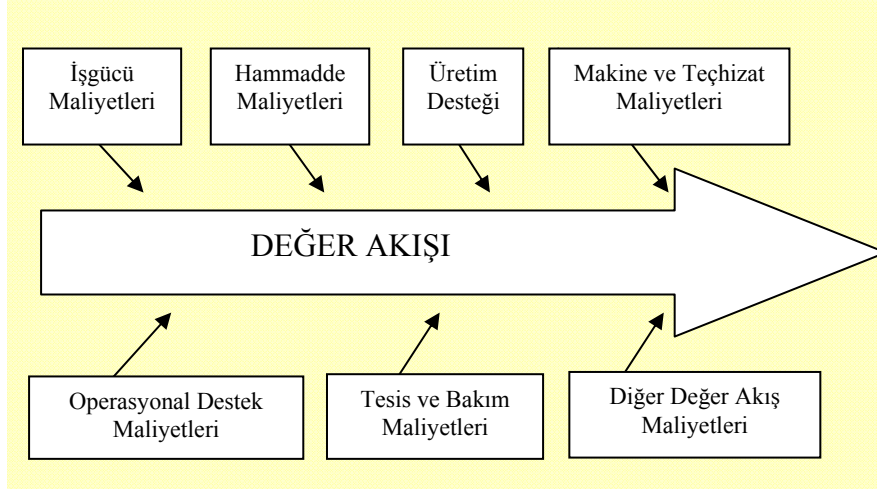 İşgücü
Maliyetleri
Hammadde
Maliyetleri
Üretim
Desteği
Makine ve Teçhizat
Maliyetleri
DEĞER AKIŞI
Operasyonal Destek
Maliyetleri
Tesis ve Bakım
Maliyetleri
Diğer Değer Akış
Maliyetleri